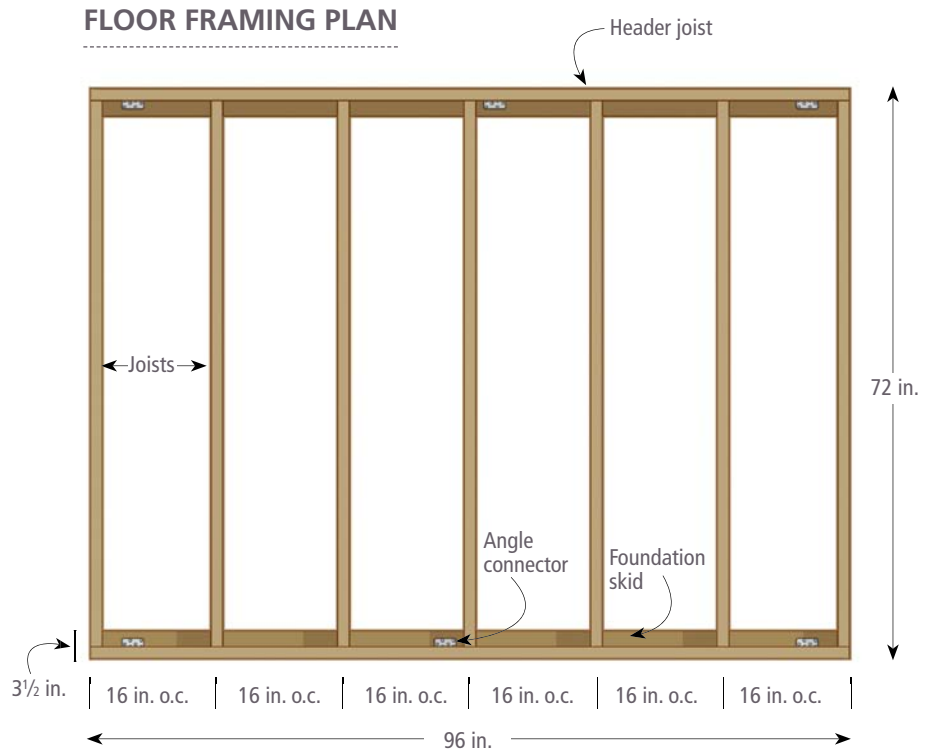 FLOOR FRAMING PLAN
Header joist
Joists
72 in.
Angle
connector
Foundation
skid
3½ in.
16 in. o.c.
16 in. o.c.
16 in. o.c.
16 in. o.c.
16 in. o.c.
16 in. o.c.
96 in.